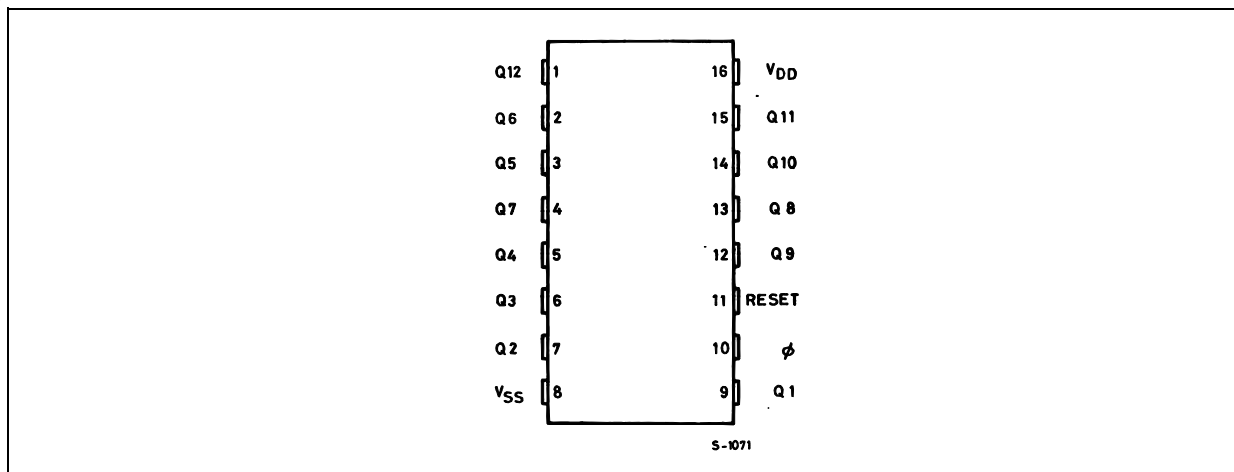 Q12 1 16 VDD
Q6 2 15 Q11
Q5 3 14 Q10
Q7 4 13 Q8
Q4 5 12 Q9
Q3 6 11 RESET
Q2 7 10 ϕ
VSS 8 9 Q1
S-1071